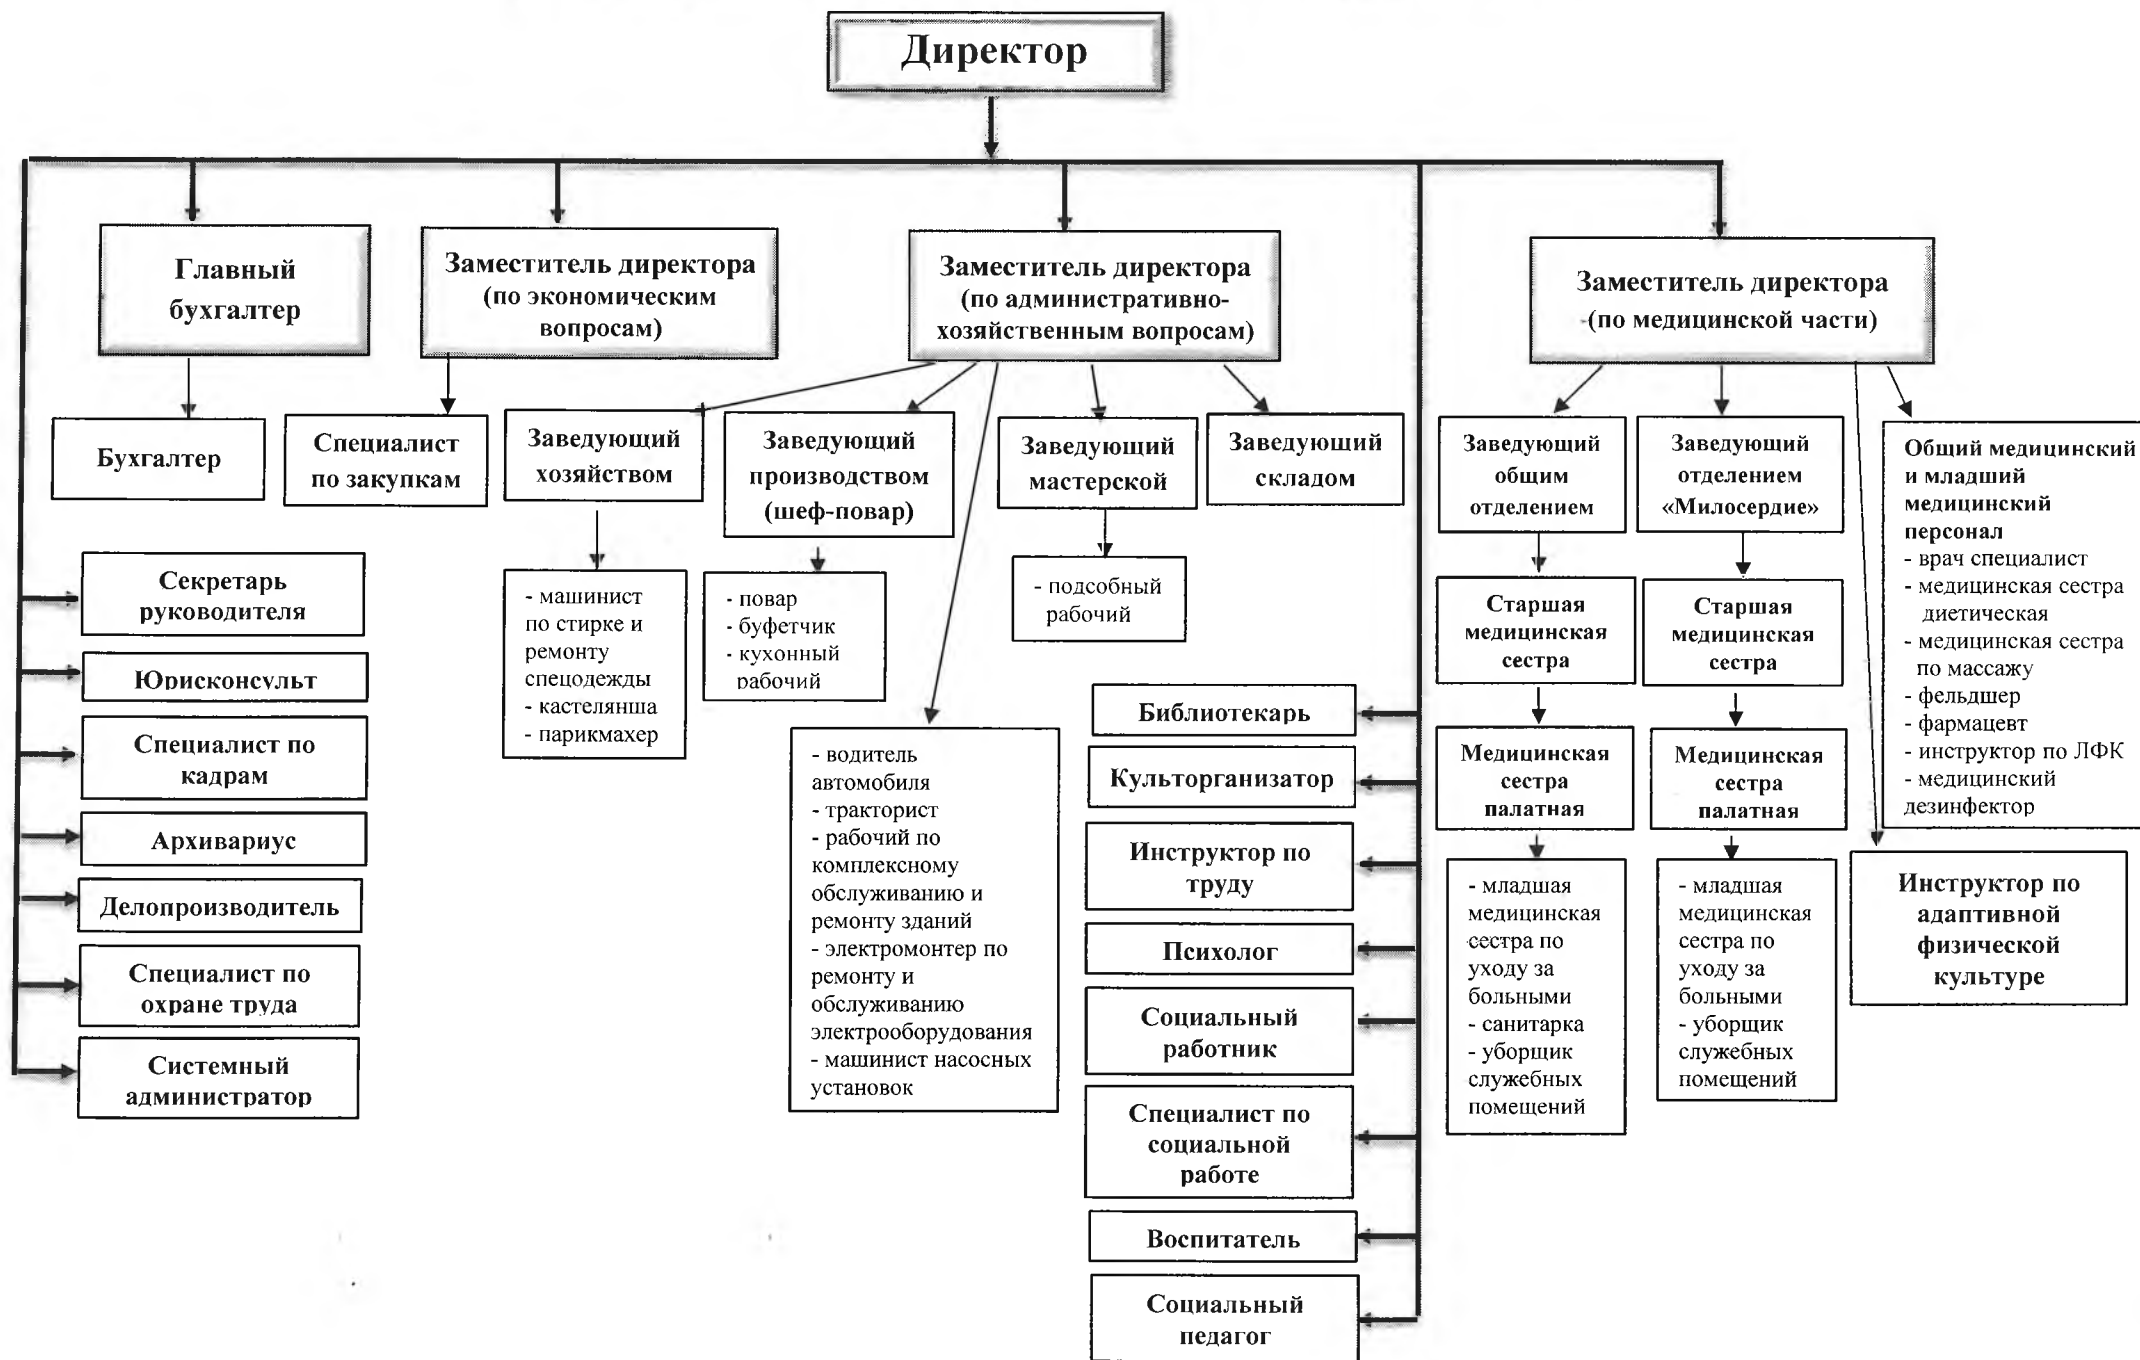 Директор
Главный
бухгалтер
Заместитель директора
(по экономическим
вопросам)
Заместитель директора
(по административно-
хозяйственным вопросам)
Заместитель директора
(по медицинской части)
Бухгалтер
Специалист
по закупкам
Заведующий
хозяйством
Заведующий
производством
(шеф-повар)
Заведующий
мастерской
Заведующий
складом
Заведующий
общим
отделением
Заведующий
отделением
«Милосердие»
Общий медицинский
и младший
медицинский
персонал
- врач специалист
- медицинская сестра
диетическая
- медицинская сестра
по массажу
- фельдшер
- фармацевт
- инструктор по ЛФК
- медицинский
дезинфектор
Секретарь
руководителя
Юрисконсульт
Специалист по
кадрам
Архивариус
Делопроизводитель
Специалист по
охране труда
Системный
администратор
- машинист
по стирке и
ремонту
спецодежды
- кастелянша
- парикмахер
- повар
- буфетчик
- кухонный
рабочий
- подсобный
рабочий
- водитель
автомобиля
- тракторист
- рабочий по
комплексному
обслуживанию и
ремонту зданий
- электромонтер по
ремонту и
обслуживанию
электрооборудования
- машинист насосных
установок
Библиотекарь
Культорганизатор
Инструктор по
труду
Психолог
Социальный
работник
Специалист по
социальной
работе
Воспитатель
Социальный
педагог
Старшая
медицинская
сестра
Медицинская
сестра
палатная
- младшая
медицинская
сестра по
уходу за
больными
- санитарка
- уборщик
служебных
помещений
Старшая
медицинская
сестра
Медицинская
сестра
палатная
- младшая
медицинская
сестра по
уходу за
больными
- уборщик
служебных
помещений
Инструктор по
адаптивной
физической
культуре